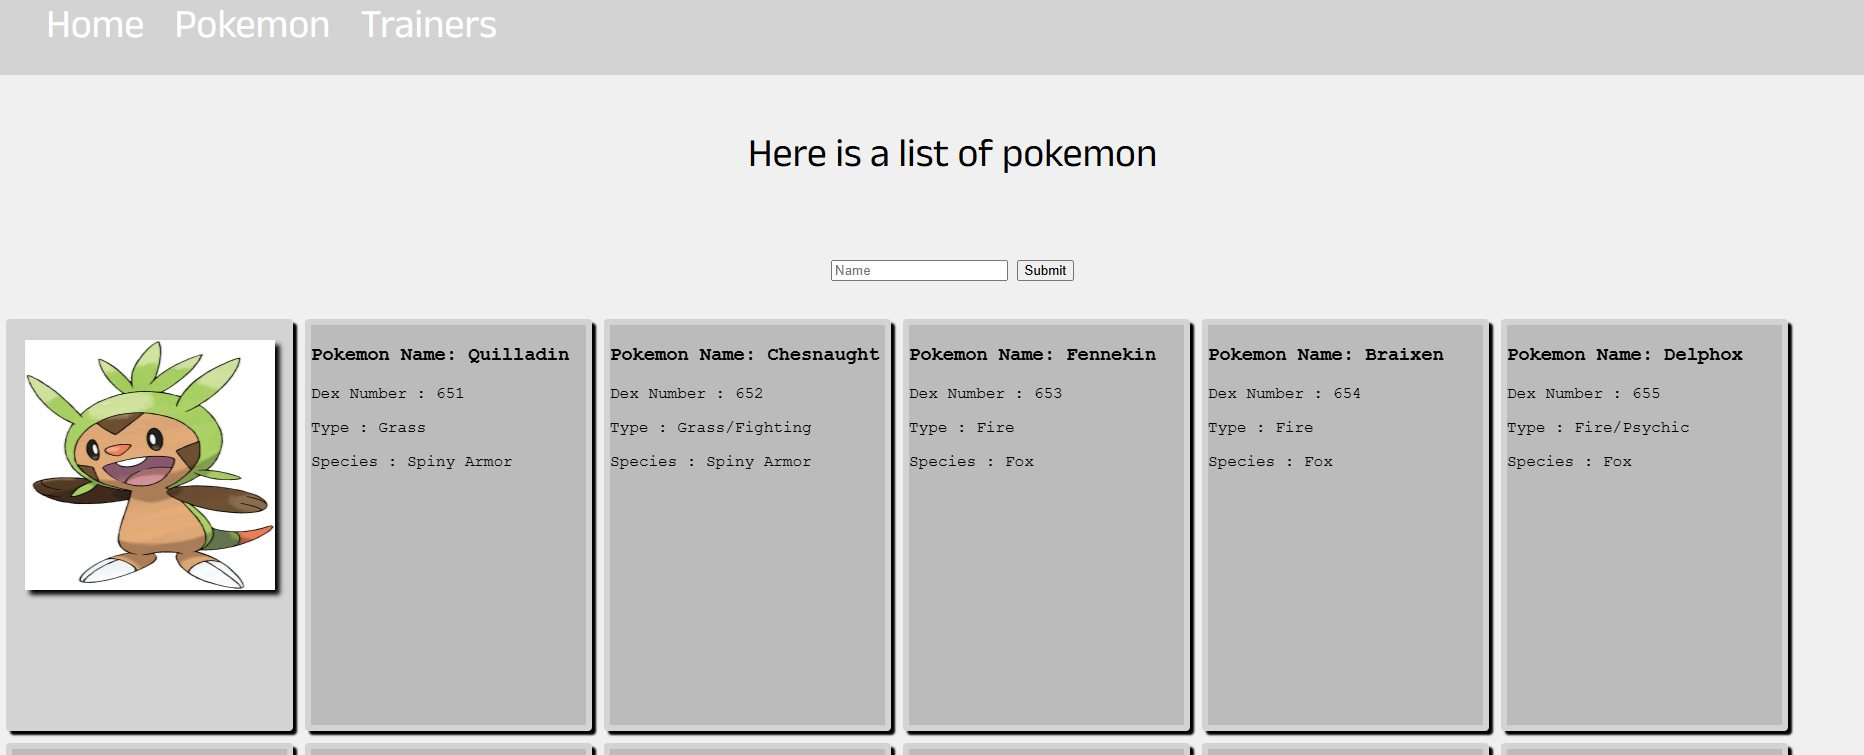 Home Pokemon Trainers
Here is a list of pokemon
Name Submit
Pokemon Name: Quilladin
Dex Number : 651
Type : Grass
Species : Spiny Armor
Pokemon Name: Chesnaught
Dex Number : 652
Type : Grass/Fighting
Species : Spiny Armor
Pokemon Name: Fennekin
Dex Number : 653
Type : Fire
Species : Fox
Pokemon Name: Braixen
Dex Number : 654
Type : Fire
Species : Fox
Pokemon Name: Delphox
Dex Number : 655
Type : Fire/Psychic
Species : Fox